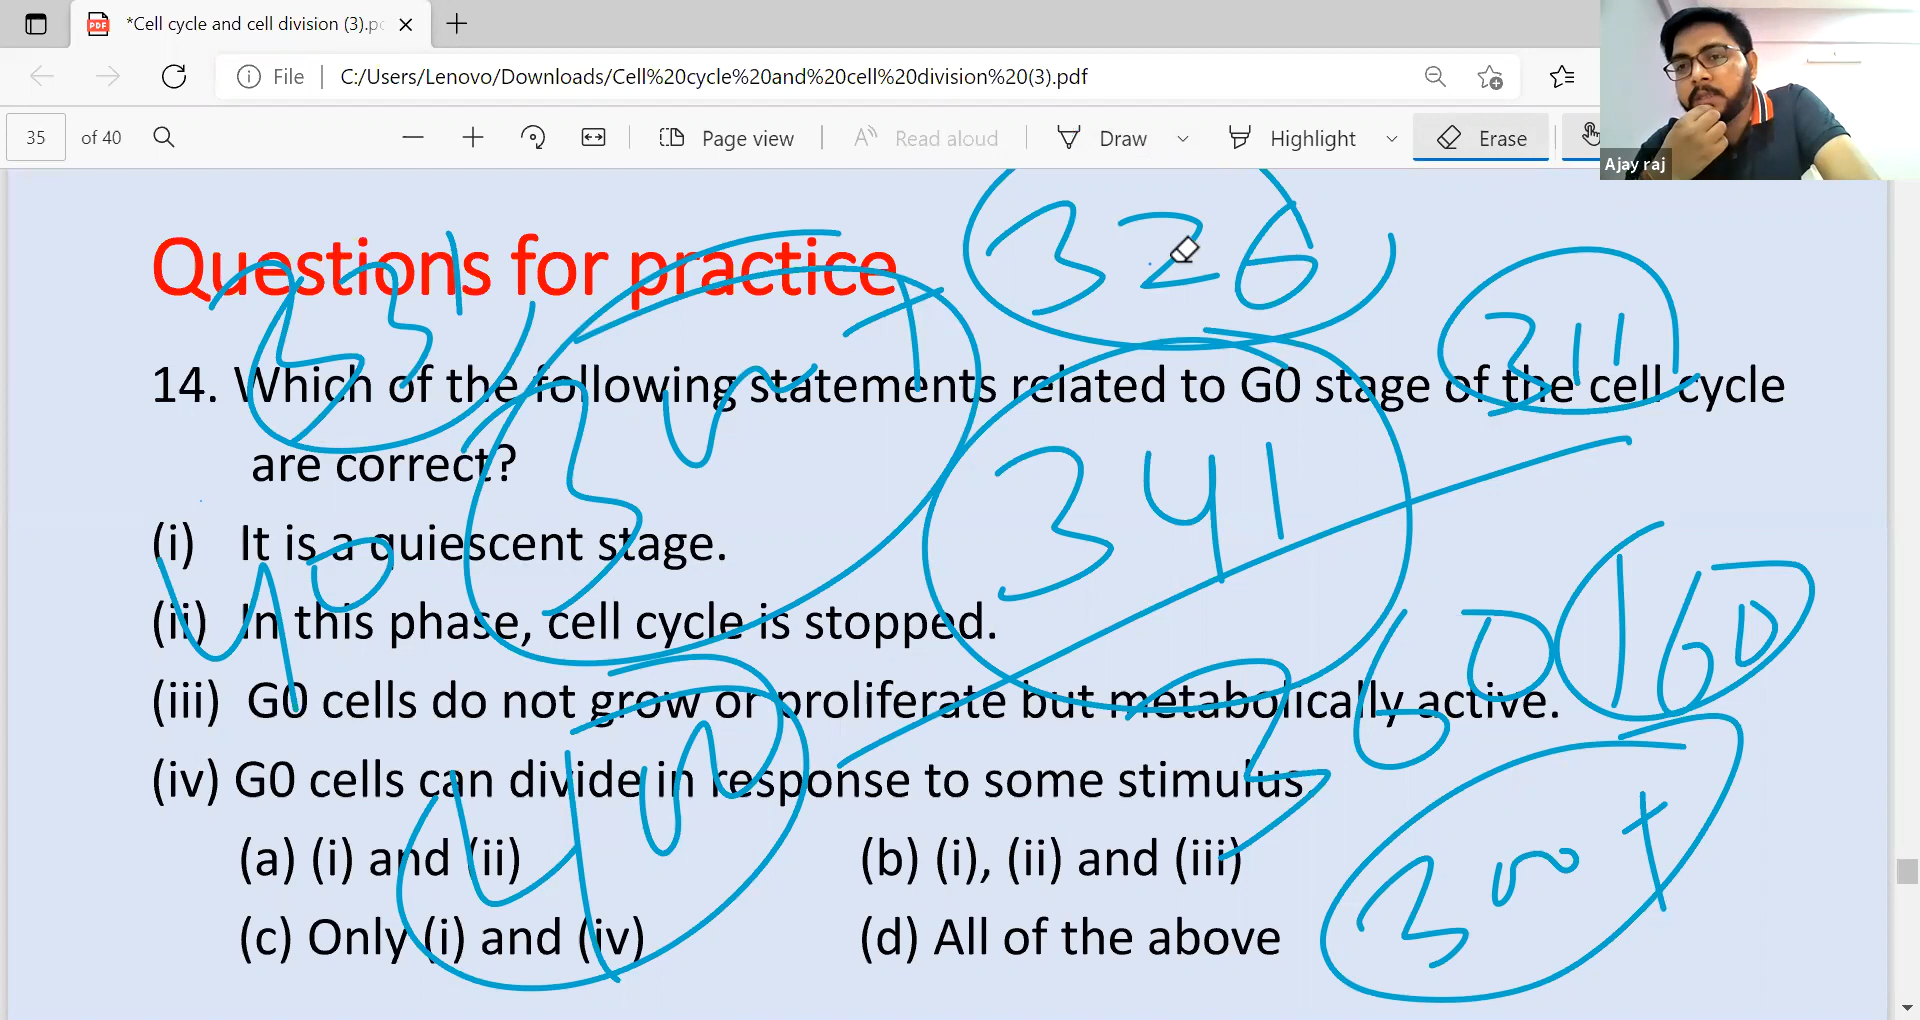 *Cell cycle and cell division (3).pd
File
C:/Users/Lenovo/Downloads/Cell%20cycle%20and%20cell%20division%20(3).pdf
35 of 40
Page view
Read aloud
Draw
Highlight
Erase
Ajay raj
Questions for practice
326
331
311
14. Which of the following statements related to G0 stage of the cell cycle
are correct?
341
(i) It is a quiescent stage.
40
(ii) In this phase, cell cycle is stopped.
160
(iii) G0 cells do not grow or proliferate but metabolically active.
(iv) G0 cells can divide in response to some stimulus.
(a) (i) and (ii)
(b) (i), (ii) and (iii)
(c) Only (i) and (iv)
(d) All of the above